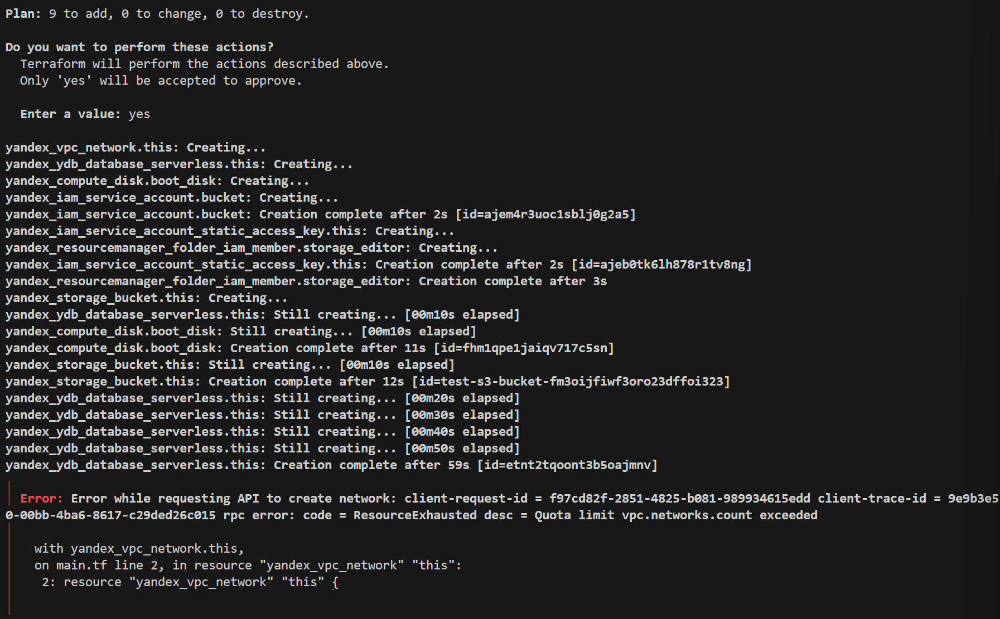 Plan: 9 to add, 0 to change, 0 to destroy.
Do you want to perform these actions?
Terraform will perform the actions described above.
Only 'yes' will be accepted to approve.
Enter a value: yes
yandex_vpc_network.this: Creating...
yandex_ydb_database_serverless.this: Creating...
yandex_compute_disk.boot_disk: Creating...
yandex_iam_service_account.bucket: Creating...
yandex_iam_service_account.bucket: Creation complete after 2s [id=ajem4r3uoc1sblj0g2a5]
yandex_iam_service_account_static_access_key.this: Creating...
yandex_resourcemanager_folder_iam_member.storage_editor: Creating...
yandex_iam_service_account_static_access_key.this: Creation complete after 2s [id=ajeb0tk6lh878r1tv8ng]
yandex_resourcemanager_folder_iam_member.storage_editor: Creation complete after 3s
yandex_storage_bucket.this: Creating...
yandex_ydb_database_serverless.this: Still creating... [00m10s elapsed]
yandex_compute_disk.boot_disk: Still creating... [00m10s elapsed]
yandex_compute_disk.boot_disk: Creation complete after 11s [id=fhm1qpe1jaiqv717c5sn]
yandex_storage_bucket.this: Still creating... [00m10s elapsed]
yandex_storage_bucket.this: Creation complete after 12s [id=test-s3-bucket-fm3oijfiwf3oro23dffoi323]
yandex_ydb_database_serverless.this: Still creating... [00m20s elapsed]
yandex_ydb_database_serverless.this: Still creating... [00m30s elapsed]
yandex_ydb_database_serverless.this: Still creating... [00m40s elapsed]
yandex_ydb_database_serverless.this: Still creating... [00m50s elapsed]
yandex_ydb_database_serverless.this: Creation complete after 59s [id=etnt2tqoont3b5oajmnv]
Error: Error while requesting API to create network: client-request-id = f97cd82f-2851-4825-b081-989934615edd client-trace-id = 9e9b3e5
0-00bb-4ba6-8617-c29ded26c015 rpc error: code = ResourceExhausted desc = Quota limit vpc.networks.count exceeded
with yandex_vpc_network.this,
on main.tf line 2, in resource "yandex_vpc_network" "this":
2: resource "yandex_vpc_network" "this" {